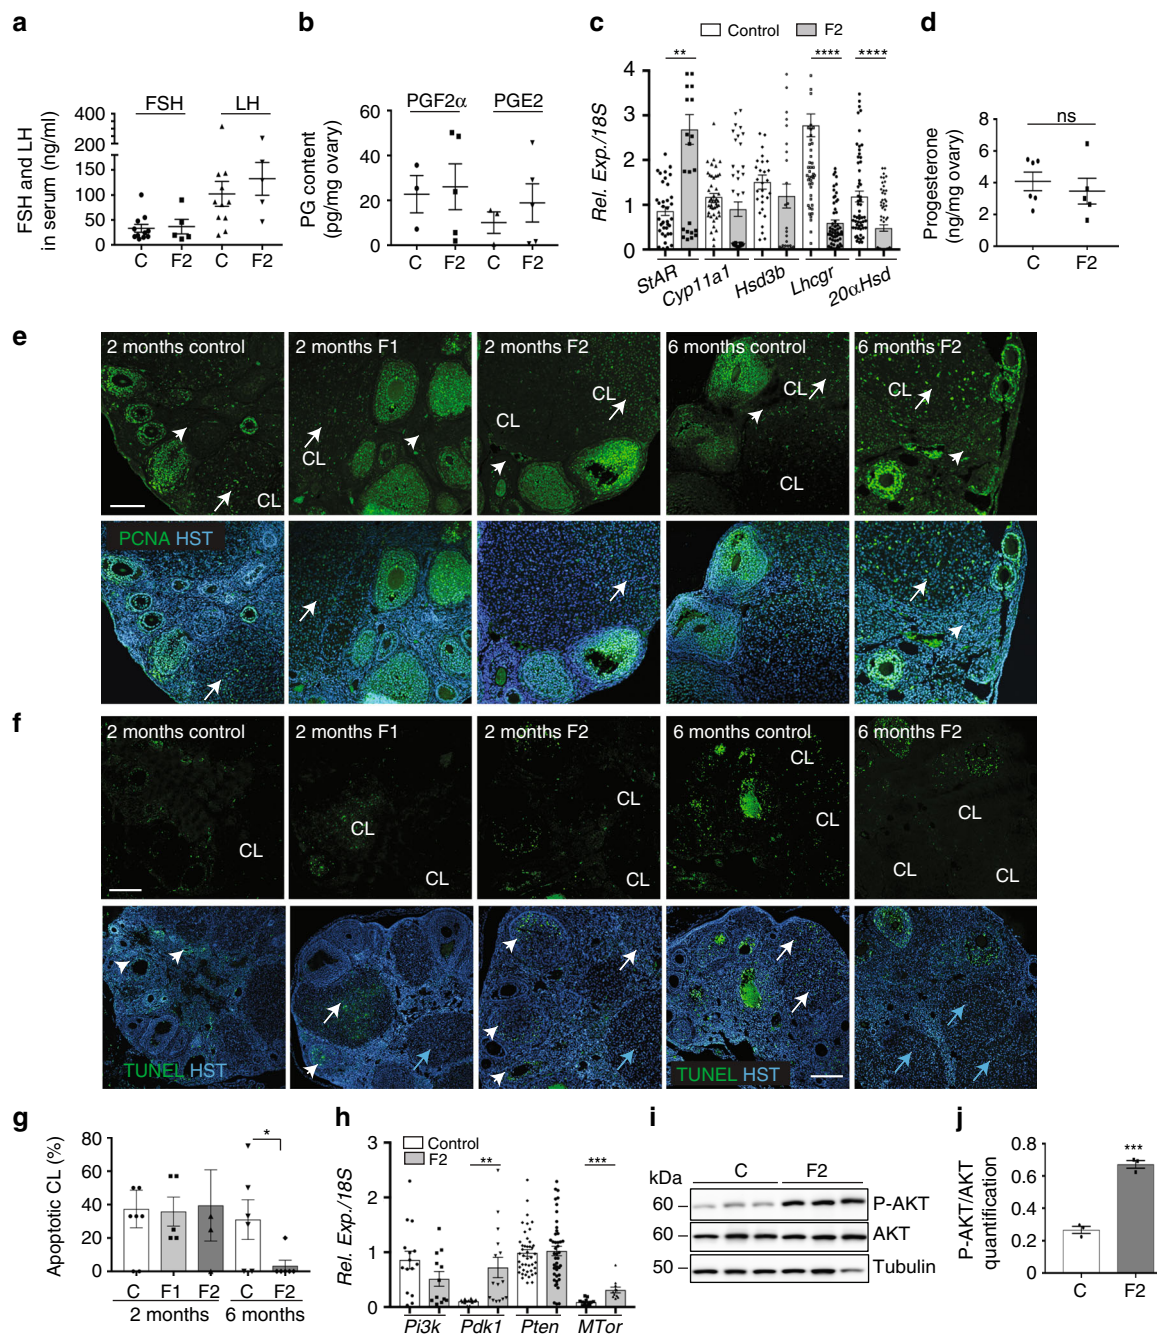 a
FSH and LH
in serum (ng/ml)
400
200
150
100
50
0
FSH
LH
C
F2
C
F2
b
PG content
(pg/mg ovary)
60
40
20
0
PGF2α
PGE2
C
F2
C
F2
c
Control
F2
Rel. Exp./18S
4
3
2
1
0
**
****
****
StAR
Cyp11a1
Hsd3b
Lhcgr
20αHsd
d
Progesterone
(ng/mg ovary)
8
6
4
2
0
ns
C
F2
e
2 months control
2 months F1
2 months F2
6 months control
6 months F2
CL
CL
CL
CL
CL
CL
CL
PCNA HST
f
2 months control
2 months F1
2 months F2
6 months control
6 months F2
CL
CL
CL
CL
CL
CL
CL
CL
CL
TUNEL HST
TUNEL HST
g
Apoptotic CL (%)
80
60
40
20
0
*
C
F1
F2
C
F2
2 months
6 months
h
Control
F2
Rel. Exp./18S
3
2
1
0
**
***
Pi3k
Pdk1
Pten
MTor
i
kDa
C
F2
60
P-AKT
60
AKT
50
Tubulin
j
P-AKT/AKT
quantification
0.8
0.6
0.4
0.2
0
***
C
F2